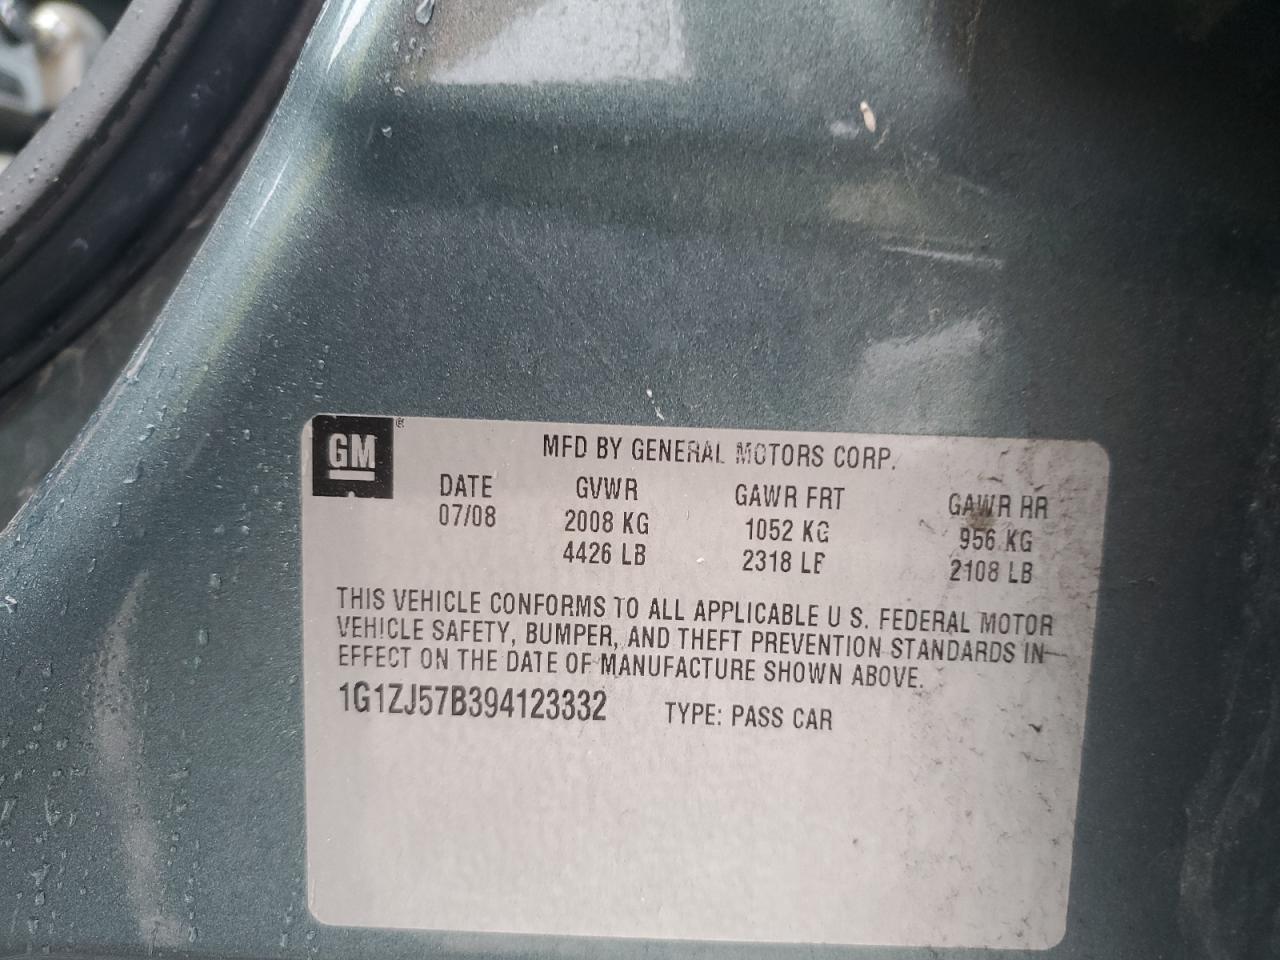 GM ®
MFD BY GENERAL MOTORS CORP.
DATE GVWR GAWR FRT GAWR RR
07/08 2008 KG 1052 KG 956 KG
4426 LB 2318 LB 2108 LB
THIS VEHICLE CONFORMS TO ALL APPLICABLE U S. FEDERAL MOTOR
VEHICLE SAFETY, BUMPER, AND THEFT PREVENTION STANDARDS IN
EFFECT ON THE DATE OF MANUFACTURE SHOWN ABOVE.
1G1ZJ57B394123332 TYPE: PASS CAR